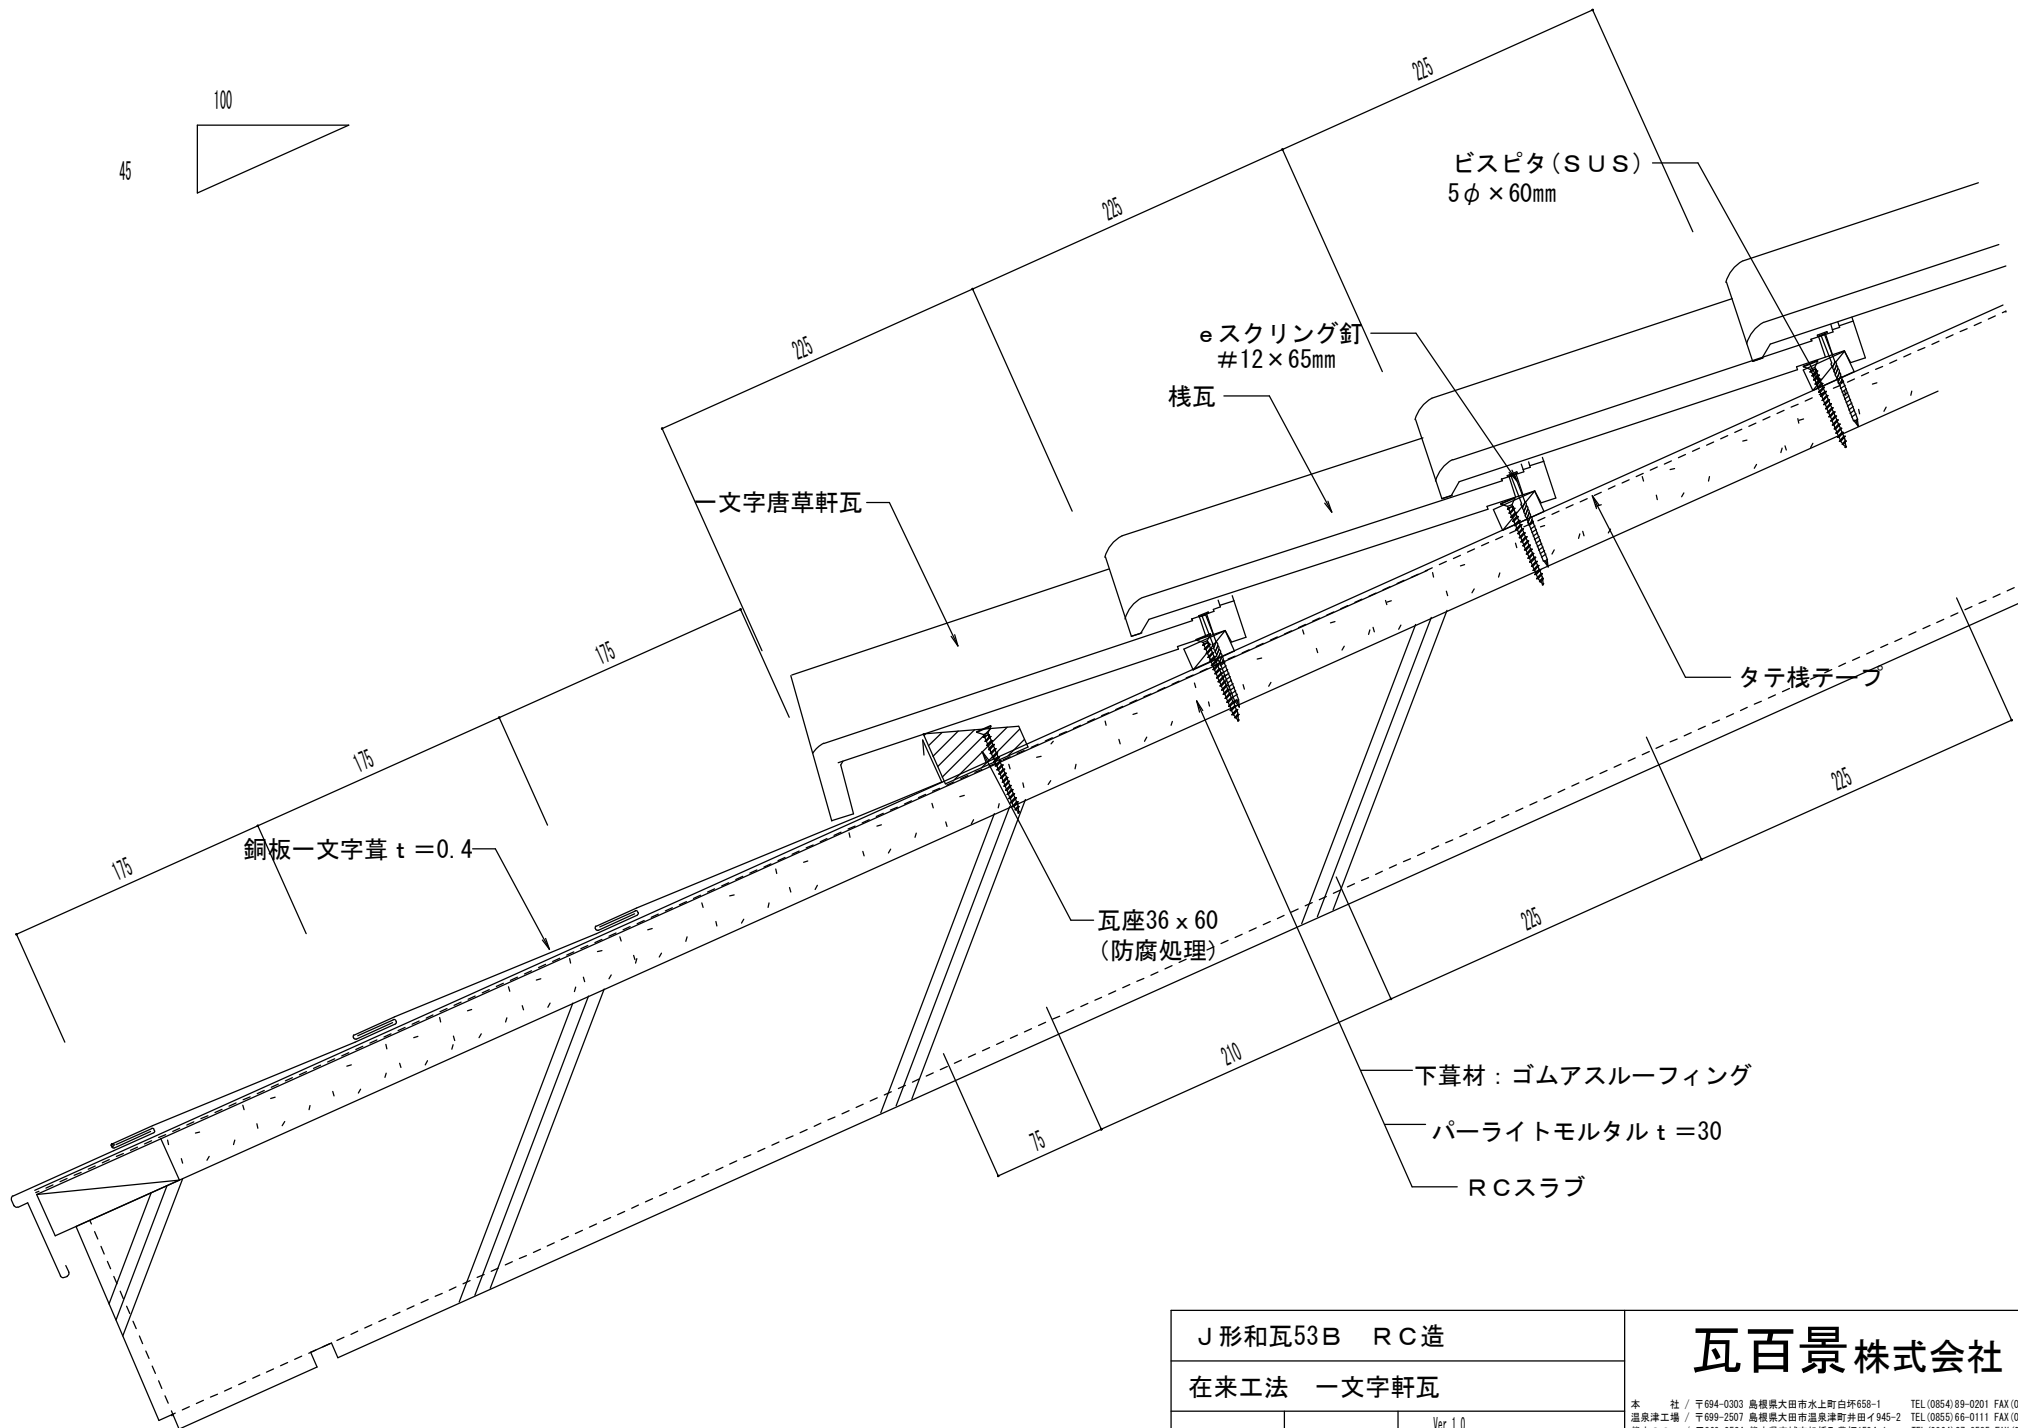 100
45
225
225
225
225
ビスピタ(SUS)
5φ×60mm
eスクリング釘
#12×65mm
桟瓦
一文字唐草軒瓦
175
175
175
銅板一文字葺 t=0.4
タテ桟テープ
225
225
210
75
瓦座36x60
(防腐処理)
下葺材:ゴムアスルーフィング
パーライトモルタル t=30
RCスラブ
J形和瓦53B RC造
在来工法 一文字軒瓦
Ver 1.0
瓦百景株式会社
本 社 / 〒694-0303 島根県大田市水上町白坏658-1 TEL(0854)89-0201 FAX(0
温泉津工場 / 〒699-2507 島根県大田市温泉津町井田イ945-2 TEL(0855)66-0111 FAX(0